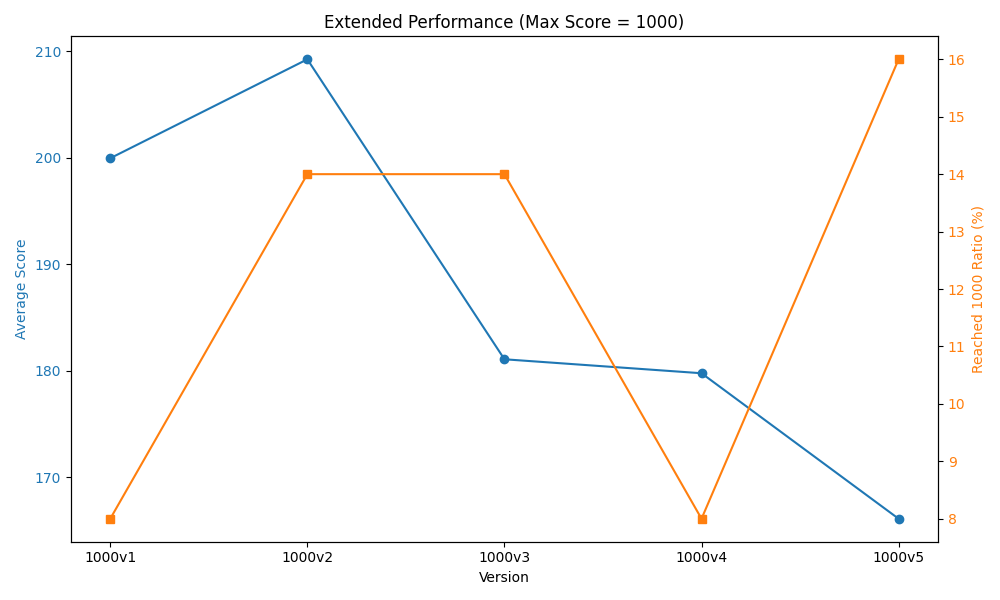 Extended Performance (Max Score = 1000)
210
200
190
180
170
Average Score
16
15
14
13
12
11
10
9
8
Reached 1000 Ratio (%)
1000v1 1000v2 1000v3 1000v4 1000v5
Version